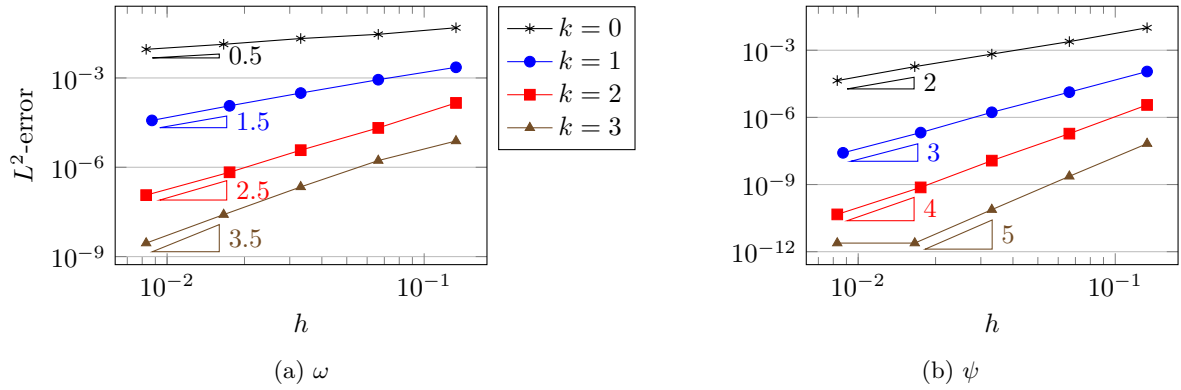 L²-error
10⁻³
10⁻⁶
10⁻⁹
0.5
1.5
2.5
3.5
10⁻² 10⁻¹
h
(a) ω
k = 0
k = 1
k = 2
k = 3
10⁻³
10⁻⁶
10⁻⁹
10⁻¹²
2
3
4
5
10⁻² 10⁻¹
h
(b) ψ